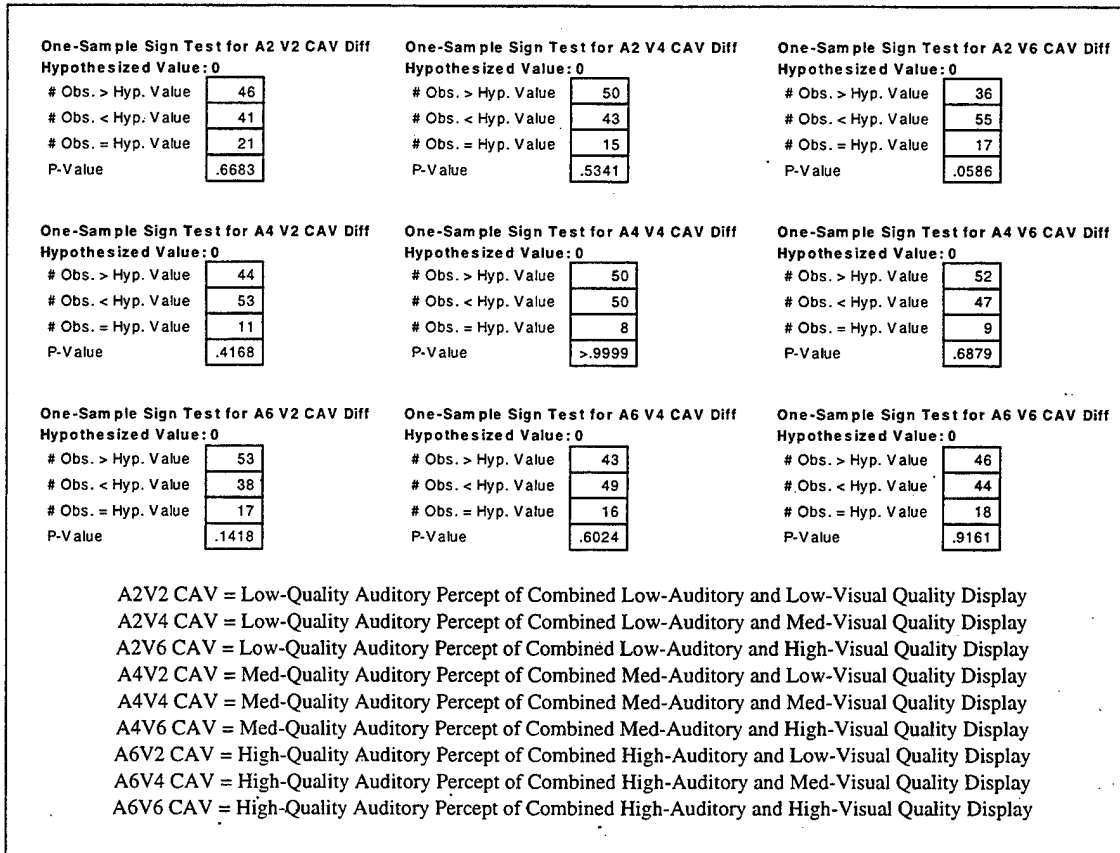 One-Sample Sign Test for A2 V2 CAV Diff
Hypothesized Value: 0
# Obs. > Hyp. Value 46
# Obs. < Hyp. Value 41
# Obs. = Hyp. Value 21
P-Value .6683
One-Sample Sign Test for A2 V4 CAV Diff
Hypothesized Value: 0
# Obs. > Hyp. Value 50
# Obs. < Hyp. Value 43
# Obs. = Hyp. Value 15
P-Value .5341
One-Sample Sign Test for A2 V6 CAV Diff
Hypothesized Value: 0
# Obs. > Hyp. Value 36
# Obs. < Hyp. Value 55
# Obs. = Hyp. Value 17
P-Value .0586
One-Sample Sign Test for A4 V2 CAV Diff
Hypothesized Value: 0
# Obs. > Hyp. Value 44
# Obs. < Hyp. Value 53
# Obs. = Hyp. Value 11
P-Value .4168
One-Sample Sign Test for A4 V4 CAV Diff
Hypothesized Value: 0
# Obs. > Hyp. Value 50
# Obs. < Hyp. Value 50
# Obs. = Hyp. Value 8
P-Value >.9999
One-Sample Sign Test for A4 V6 CAV Diff
Hypothesized Value: 0
# Obs. > Hyp. Value 52
# Obs. < Hyp. Value 47
# Obs. = Hyp. Value 9
P-Value .6879
One-Sample Sign Test for A6 V2 CAV Diff
Hypothesized Value: 0
# Obs. > Hyp. Value 53
# Obs. < Hyp. Value 38
# Obs. = Hyp. Value 17
P-Value .1418
One-Sample Sign Test for A6 V4 CAV Diff
Hypothesized Value: 0
# Obs. > Hyp. Value 43
# Obs. < Hyp. Value 49
# Obs. = Hyp. Value 16
P-Value .6024
One-Sample Sign Test for A6 V6 CAV Diff
Hypothesized Value: 0
# Obs. > Hyp. Value 46
# Obs. < Hyp. Value 44
# Obs. = Hyp. Value 18
P-Value .9161
A2V2 CAV = Low-Quality Auditory Percept of Combined Low-Auditory and Low-Visual Quality Display
A2V4 CAV = Low-Quality Auditory Percept of Combined Low-Auditory and Med-Visual Quality Display
A2V6 CAV = Low-Quality Auditory Percept of Combined Low-Auditory and High-Visual Quality Display
A4V2 CAV = Med-Quality Auditory Percept of Combined Med-Auditory and Low-Visual Quality Display
A4V4 CAV = Med-Quality Auditory Percept of Combined Med-Auditory and Med-Visual Quality Display
A4V6 CAV = Med-Quality Auditory Percept of Combined Med-Auditory and High-Visual Quality Display
A6V2 CAV = High-Quality Auditory Percept of Combined High-Auditory and Low-Visual Quality Display
A6V4 CAV = High-Quality Auditory Percept of Combined High-Auditory and Med-Visual Quality Display
A6V6 CAV = High-Quality Auditory Percept of Combined High-Auditory and High-Visual Quality Display